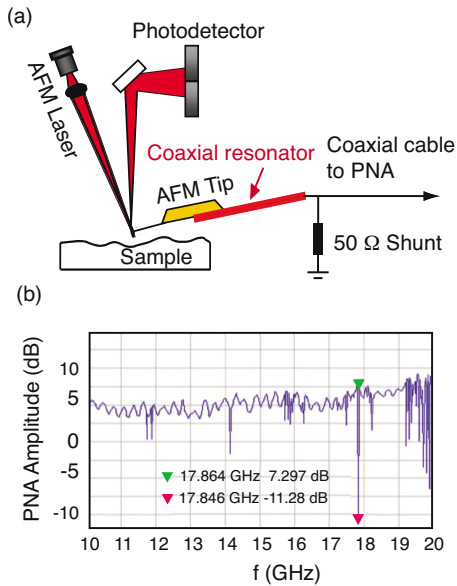 (a)
Photodetector
AFM Laser
Coaxial resonator
Coaxial cable
to PNA
AFM Tip
50 Ω Shunt
Sample
(b)
PNA Amplitude (dB)
10
5
0
-5
-10
17.864 GHz 7.297 dB
17.846 GHz -11.28 dB
10 11 12 13 14 15 16 17 18 19 20
f (GHz)